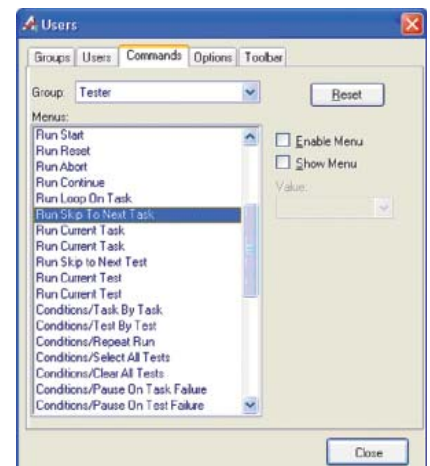 Users
Groups Users Commands Options Toolbar
Group: Tester
Reset
Menus:
Run Start
Run Reset
Run Abort
Run Continue
Run Loop On Task
Run Skip To Next Task
Run Current Task
Run Current Task
Run Skip to Next Test
Run Current Test
Run Current Test
Conditions/Task By Task
Conditions/Test By Test
Conditions/Repeat Run
Conditions/Select All Tests
Conditions/Clear All Tests
Conditions/Pause On Task Failure
Conditions/Pause On Test Failure
Enable Menu
Show Menu
Value:
Close